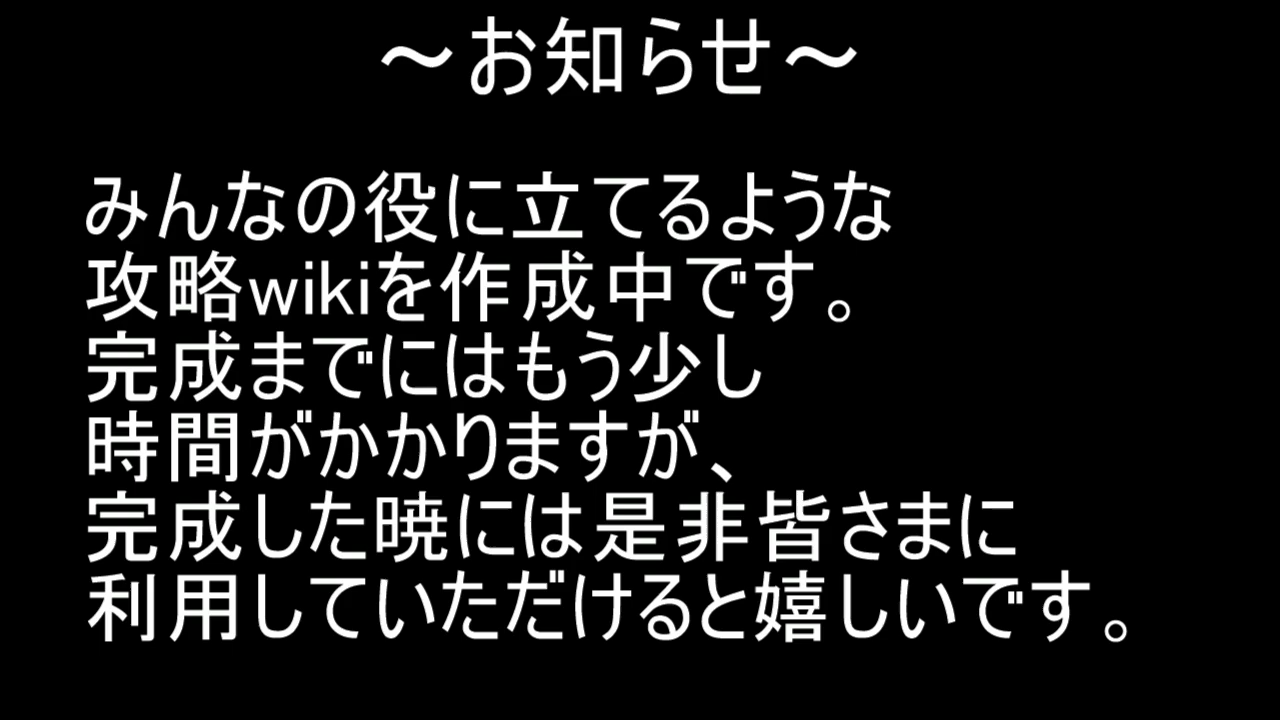 ～お知らせ～
みんなの役に立てるような
攻略wikiを作成中です。
完成までにはもう少し
時間がかかりますが、
完成した暁には是非皆さまに
利用していただけると嬉しいです。